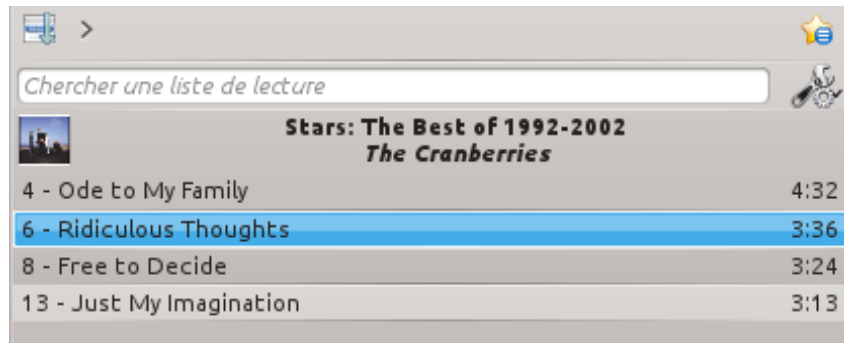 Chercher une liste de lecture
Stars: The Best of 1992-2002
The Cranberries
4 - Ode to My Family 4:32
6 - Ridiculous Thoughts 3:36
8 - Free to Decide 3:24
13 - Just My Imagination 3:13